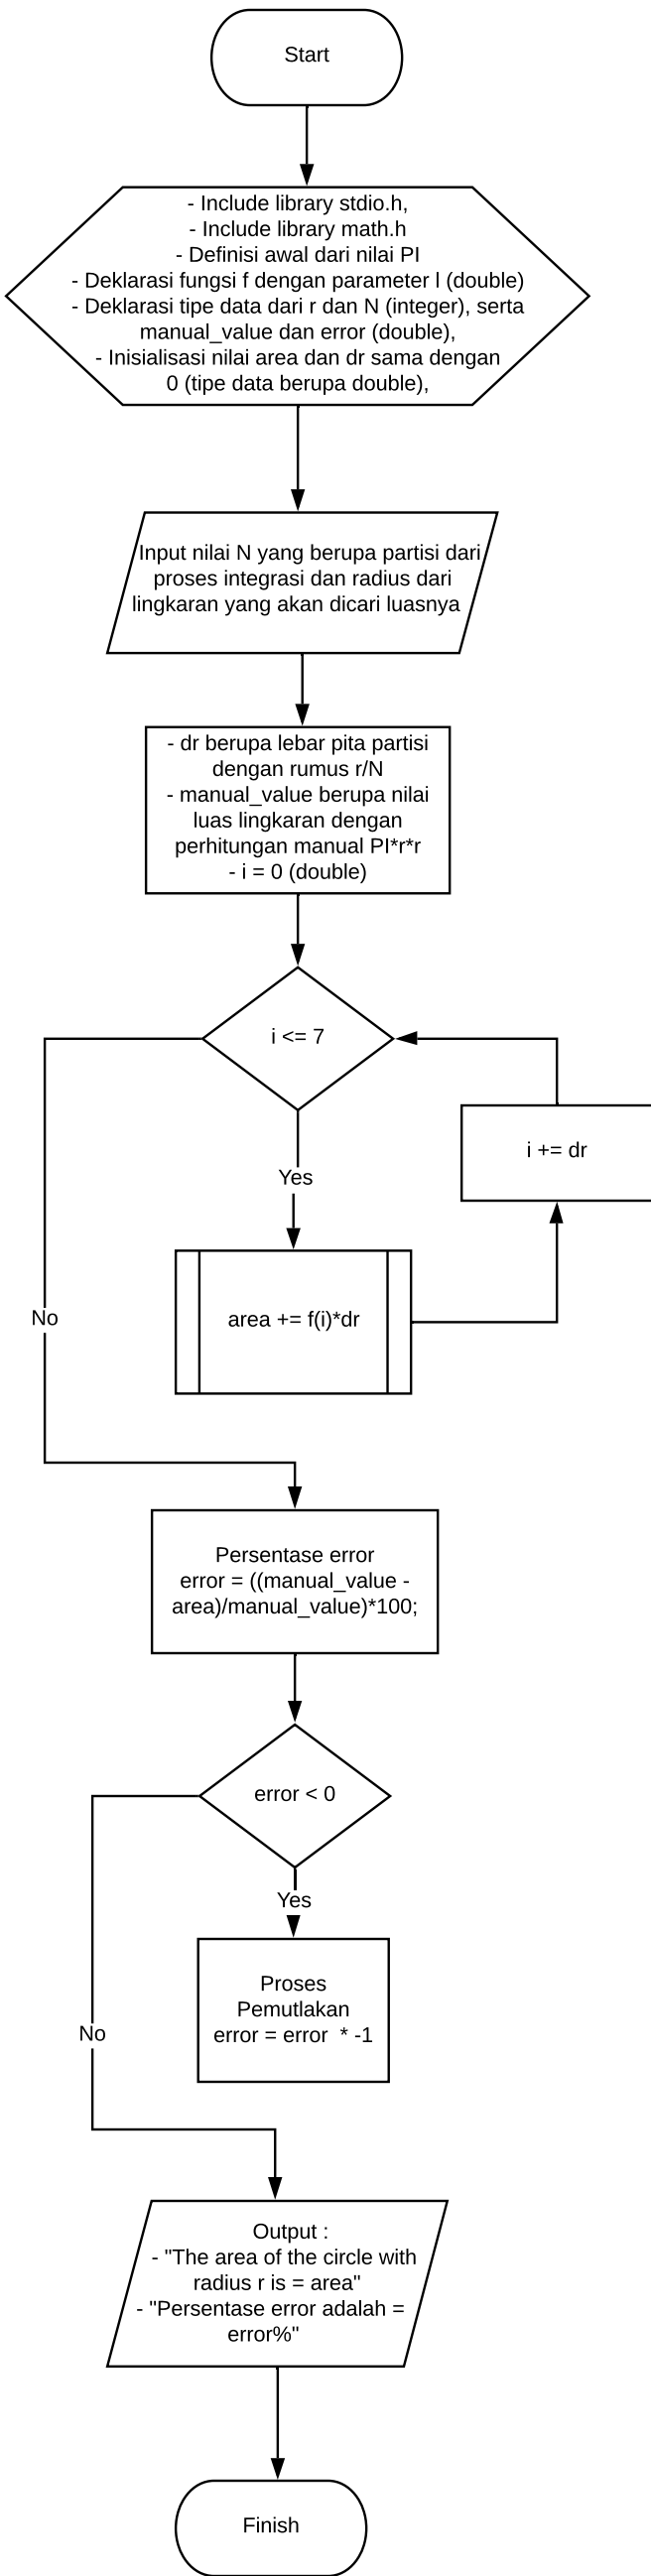 Start
- Include library stdio.h,
- Include library math.h
- Definisi awal dari nilai PI
- Deklarasi fungsi f dengan parameter l (double)
- Deklarasi tipe data dari r dan N (integer), serta
manual_value dan error (double),
- Inisialisasi nilai area dan dr sama dengan
0 (tipe data berupa double),
Input nilai N yang berupa partisi dari
proses integrasi dan radius dari
lingkaran yang akan dicari luasnya
- dr berupa lebar pita partisi
dengan rumus r/N
- manual_value berupa nilai
luas lingkaran dengan
perhitungan manual PI*r*r
- i = 0 (double)
i <= 7
i += dr
Yes
area += f(i)*dr
No
Persentase error
error = ((manual_value -
area)/manual_value)*100;
error < 0
Yes
Proses
Pemutlakan
error = error  * -1
No
Output :
- "The area of the circle with
radius r is = area"
- "Persentase error adalah =
error%"
Finish